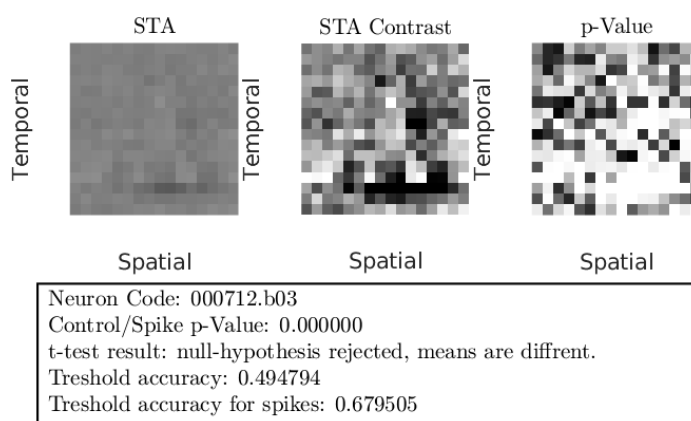 STA
STA Contrast
p-Value
Temporal
Temporal
Temporal
Spatial
Spatial
Spatial
Neuron Code: 000712.b03
Control/Spike p-Value: 0.000000
t-test result: null-hypothesis rejected, means are diffrent.
Treshold accuracy: 0.494794
Treshold accuracy for spikes: 0.679505